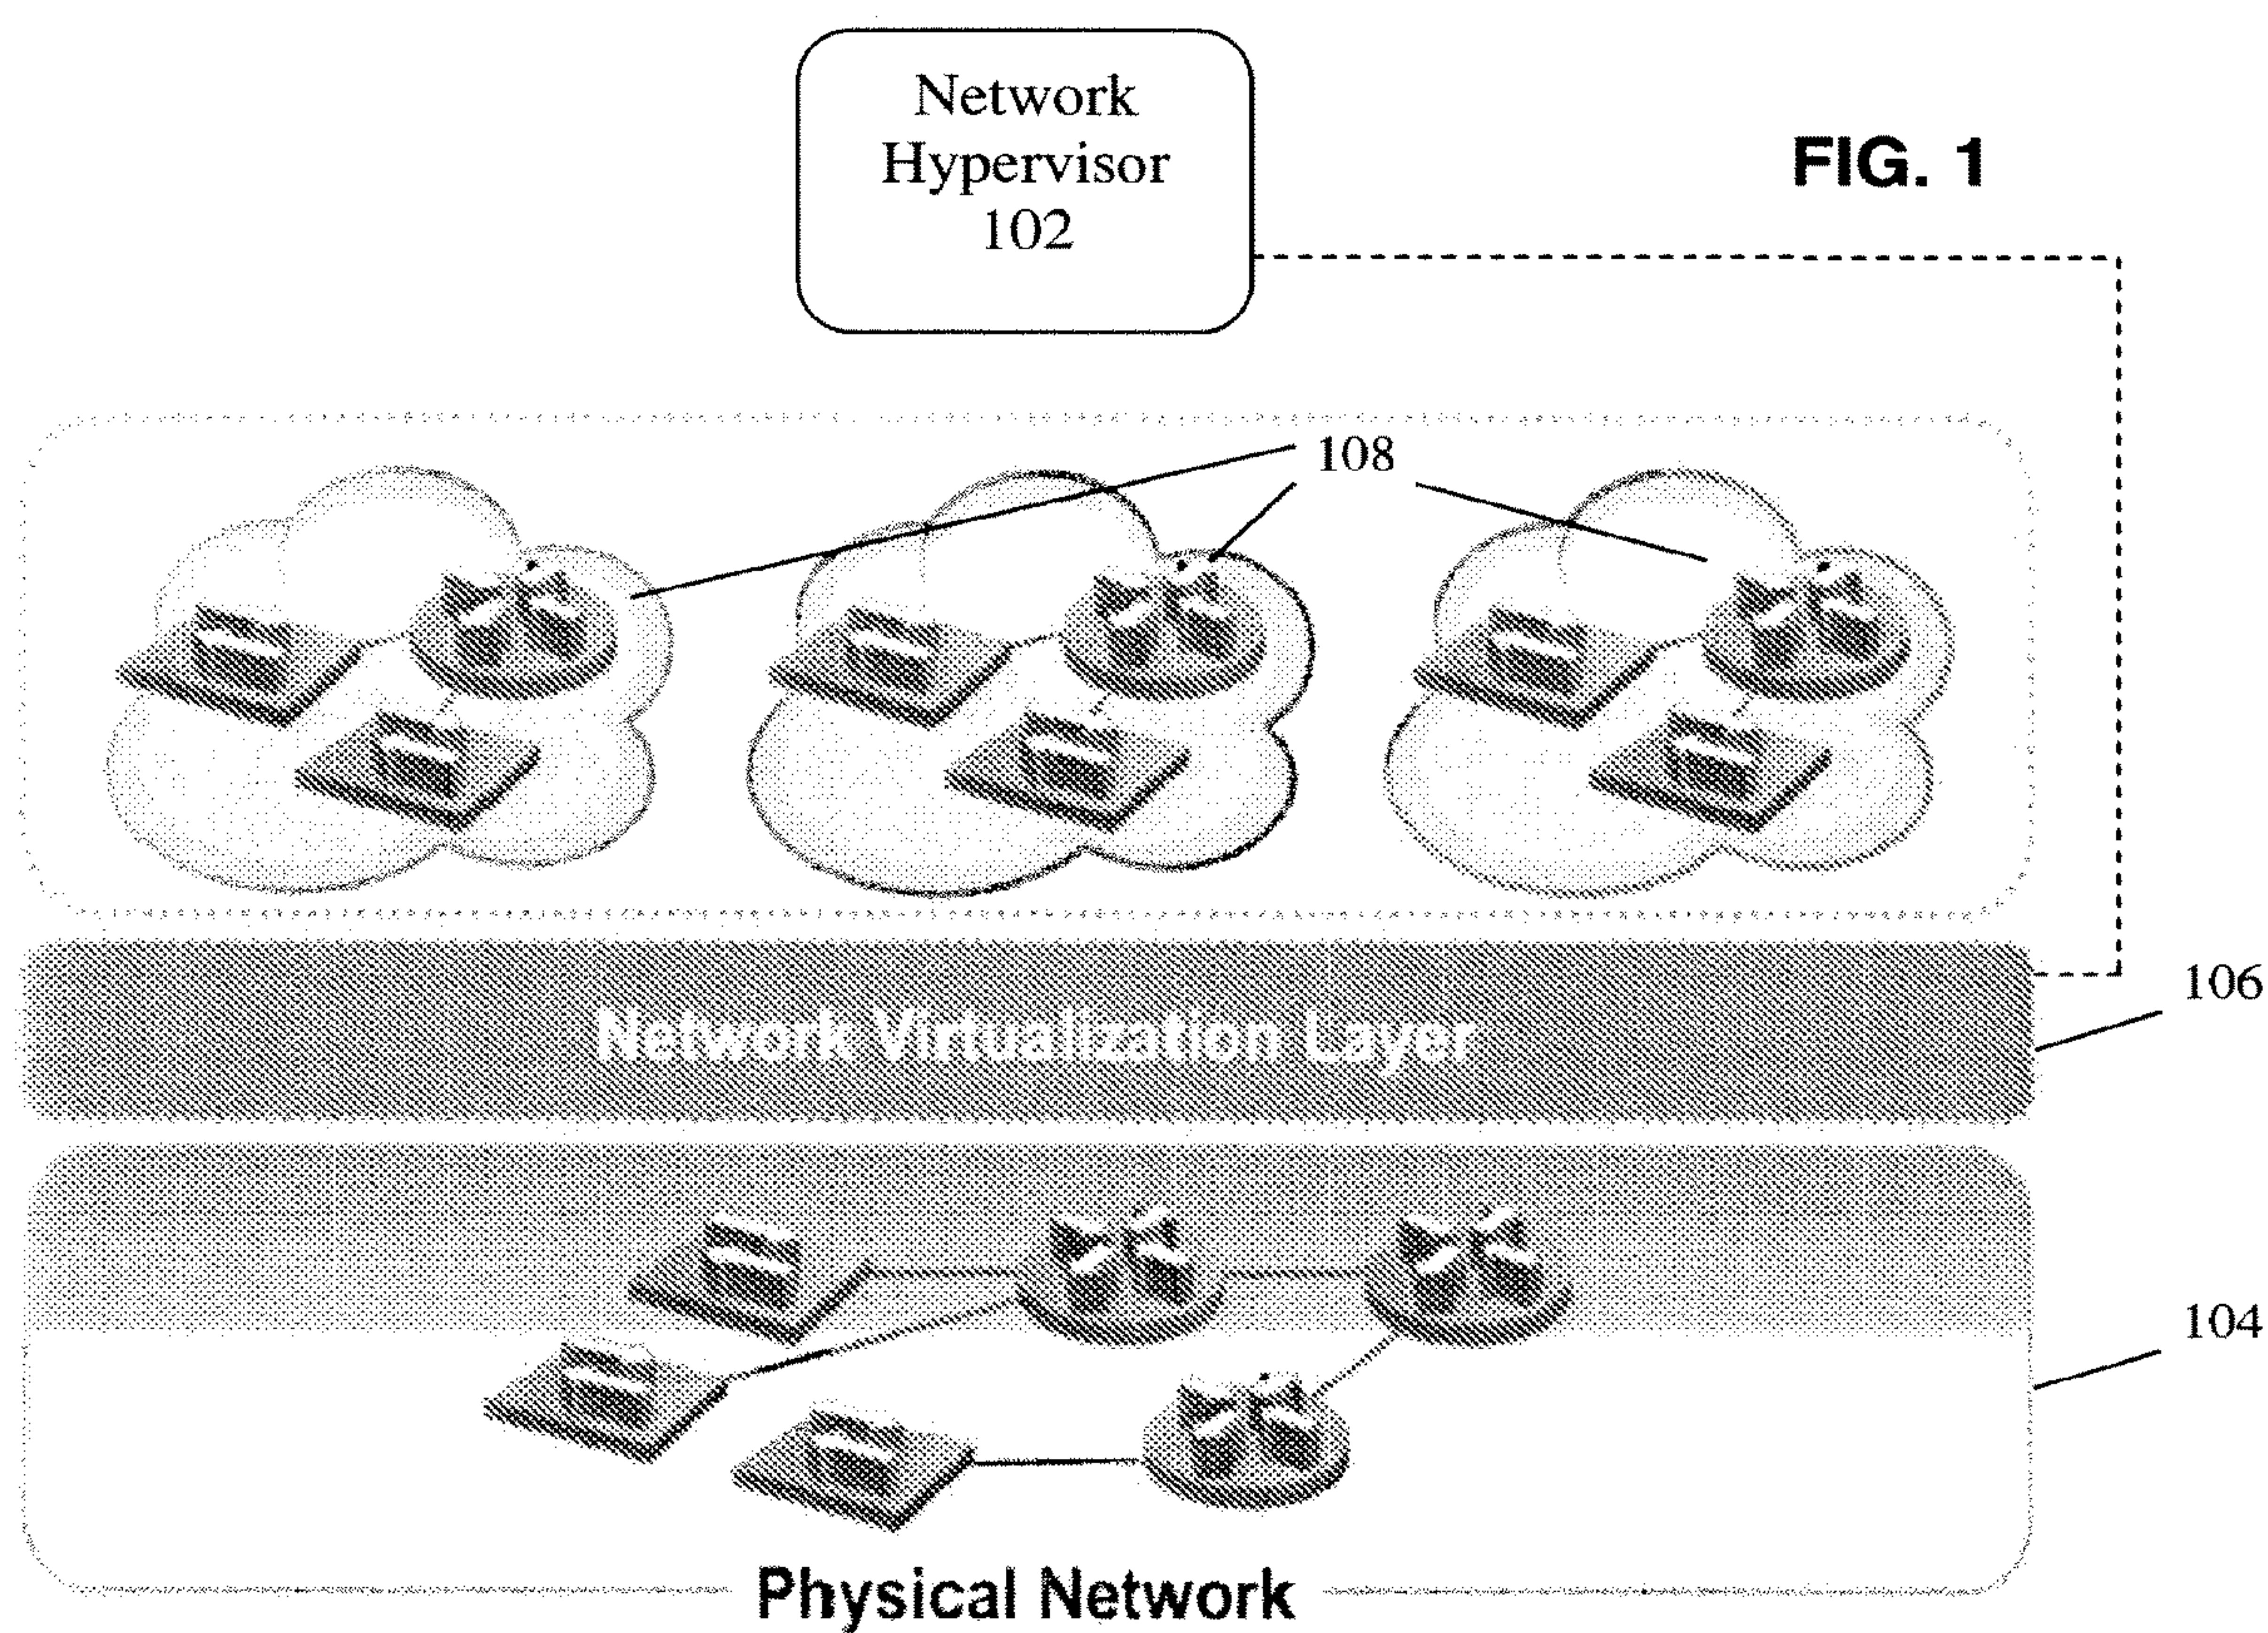 Network
Hypervisor
102
FIG. 1
108
106
Network Virtualization Layer
104
Physical Network